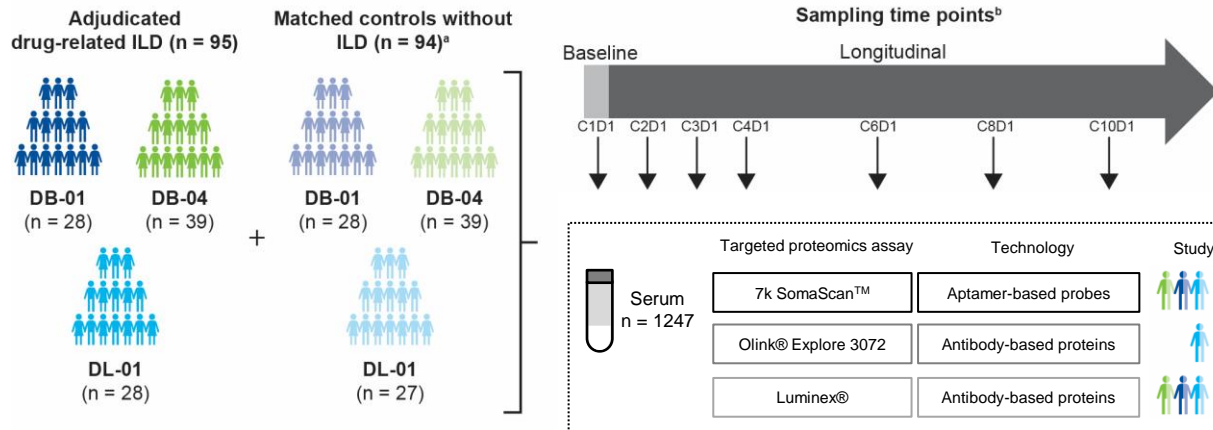 Adjudicated
drug-related ILD (n = 95)
Matched controls without
ILD (n = 94)ᵃ
DB-01
(n = 28)
DB-04
(n = 39)
DL-01
(n = 28)
+
DB-01
(n = 28)
DB-04
(n = 39)
DL-01
(n = 27)
Sampling time pointsᵇ
Baseline
Longitudinal
C1D1
C2D1
C3D1
C4D1
C6D1
C8D1
C10D1
Serum
n = 1247
Targeted proteomics assay
Technology
Study
7k SomaScan™
Aptamer-based probes
Olink® Explore 3072
Antibody-based proteins
Luminex®
Antibody-based proteins